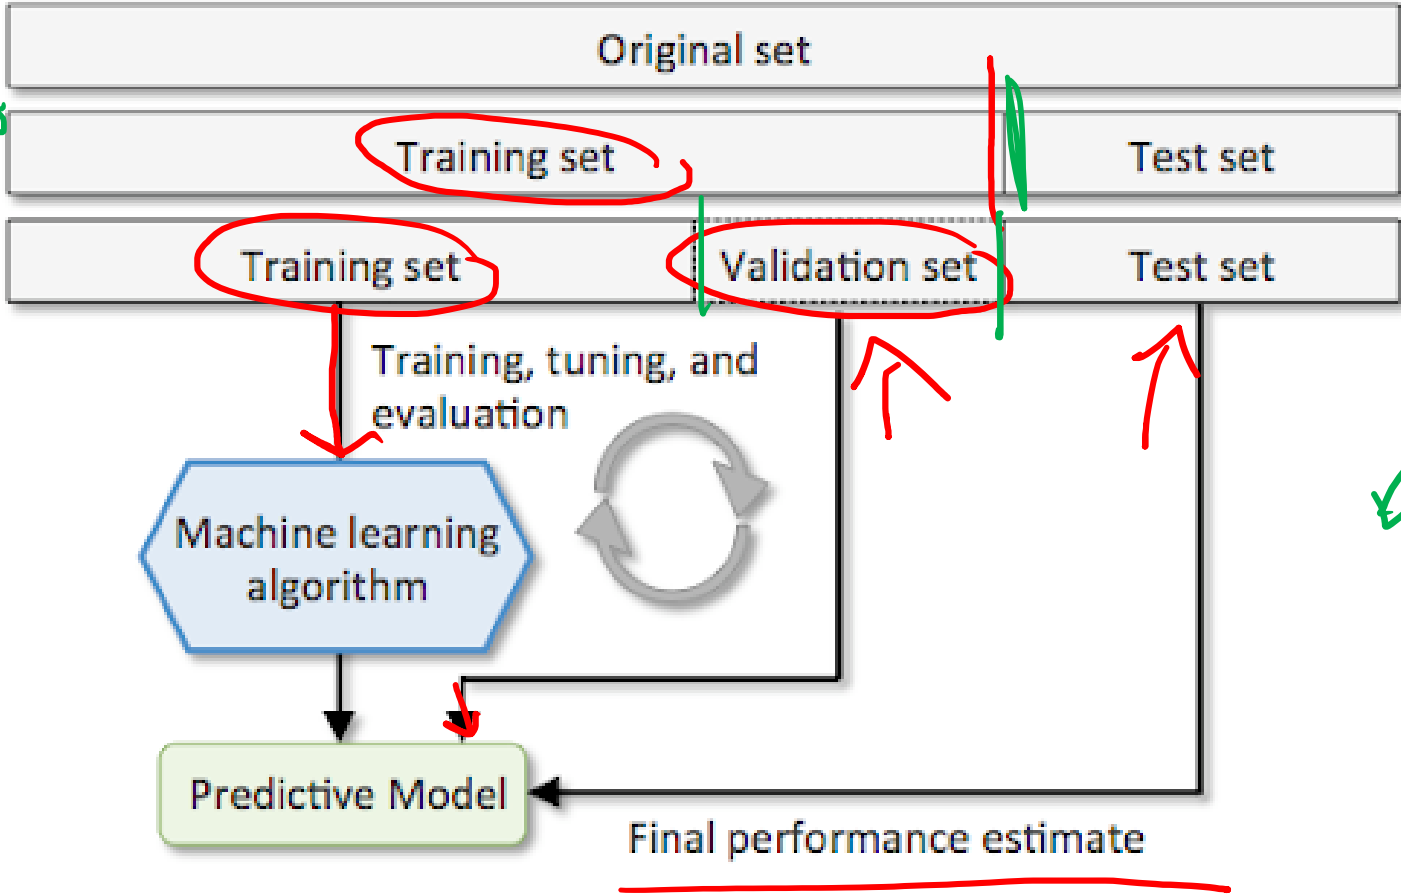 Original set
Training set
Test set
Training set
Validation set
Test set
Training, tuning, and
evaluation
Machine learning
algorithm
Predictive Model
Final performance estimate